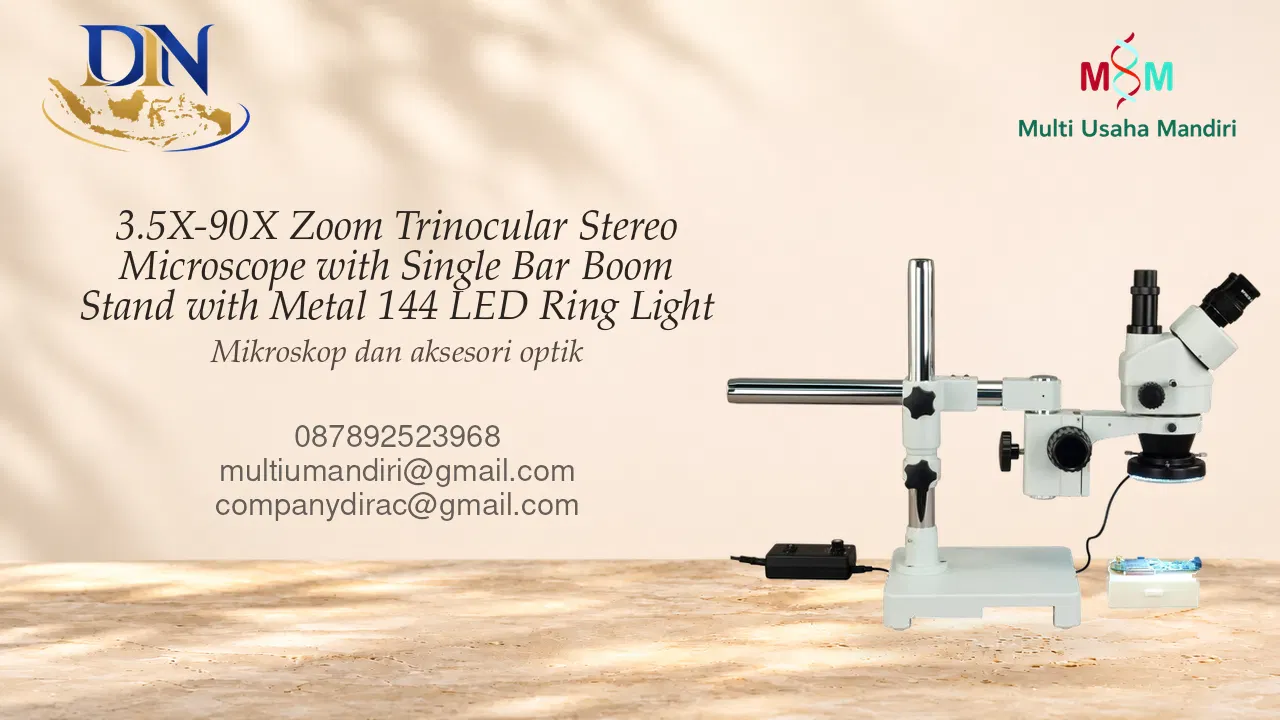 DIN
M M
Multi Usaha Mandiri
3.5X-90X Zoom Trinocular Stereo
Microscope with Single Bar Boom
Stand with Metal 144 LED Ring Light
Mikroskop dan aksesori optik
087892523968
multiumandiri@gmail.com
companydirac@gmail.com